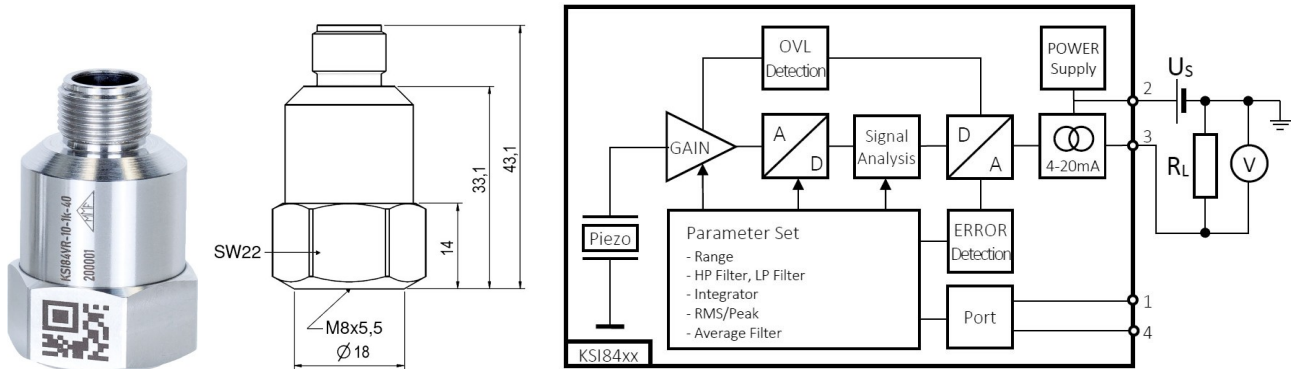 KSI84VR-10-1k-40
200001
MMF
43,1
33,1
14
SW22
M8x5,5
Ø 18
OVL
Detection
POWER
Supply
US
2
GAIN
A
D
Signal
Analysis
D
A
4-20mA
3
RL
V
Piezo
Parameter Set
- Range
- HP Filter, LP Filter
- Integrator
- RMS/Peak
- Average Filter
ERROR
Detection
Port
1
4
KSI84xx